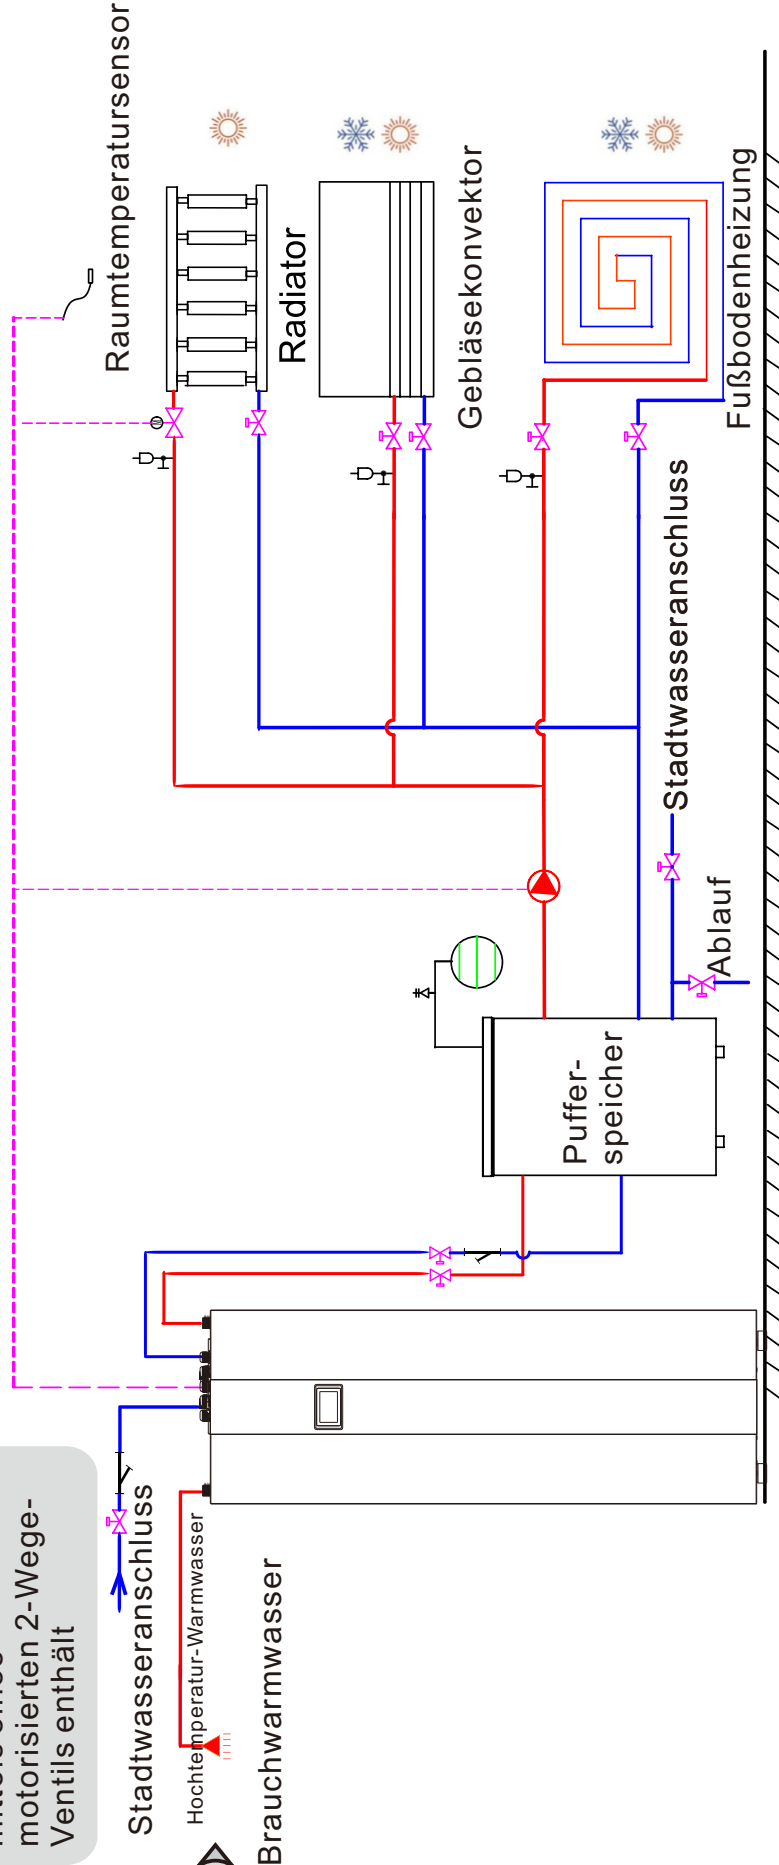 motorisierten 2-Wege-
Ventils enthält
Stadtwasseranschluss
Hochtemperatur-Warmwasser
Brauchwarmwasser
Puffer-
speicher
Ablauf
Stadtwasseranschluss
Raumtemperatursensor
Radiator
Gebläsekonvektor
Fußbodenheizung